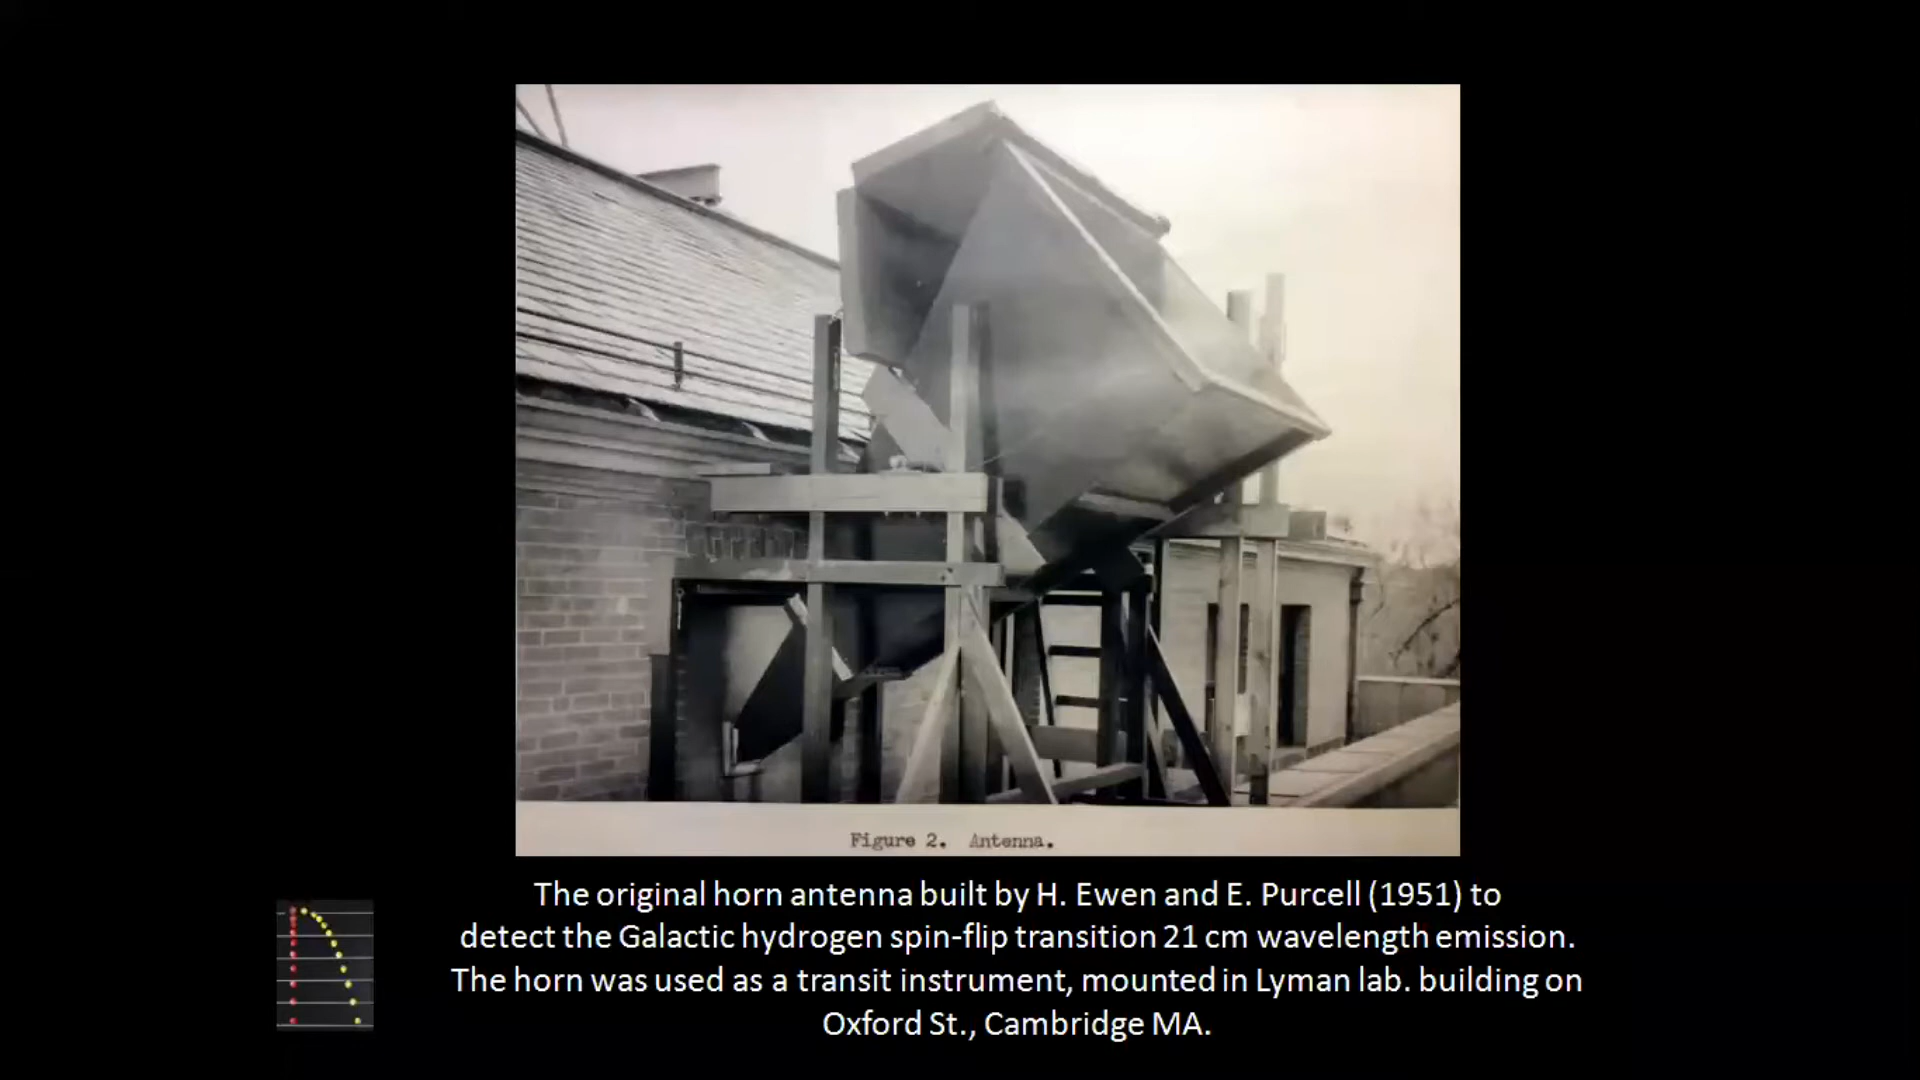 Figure 2. Antenna.
The original horn antenna built by H. Ewen and E. Purcell (1951) to
detect the Galactic hydrogen spin-flip transition 21 cm wavelength emission.
The horn was used as a transit instrument, mounted in Lyman lab. building on
Oxford St., Cambridge MA.